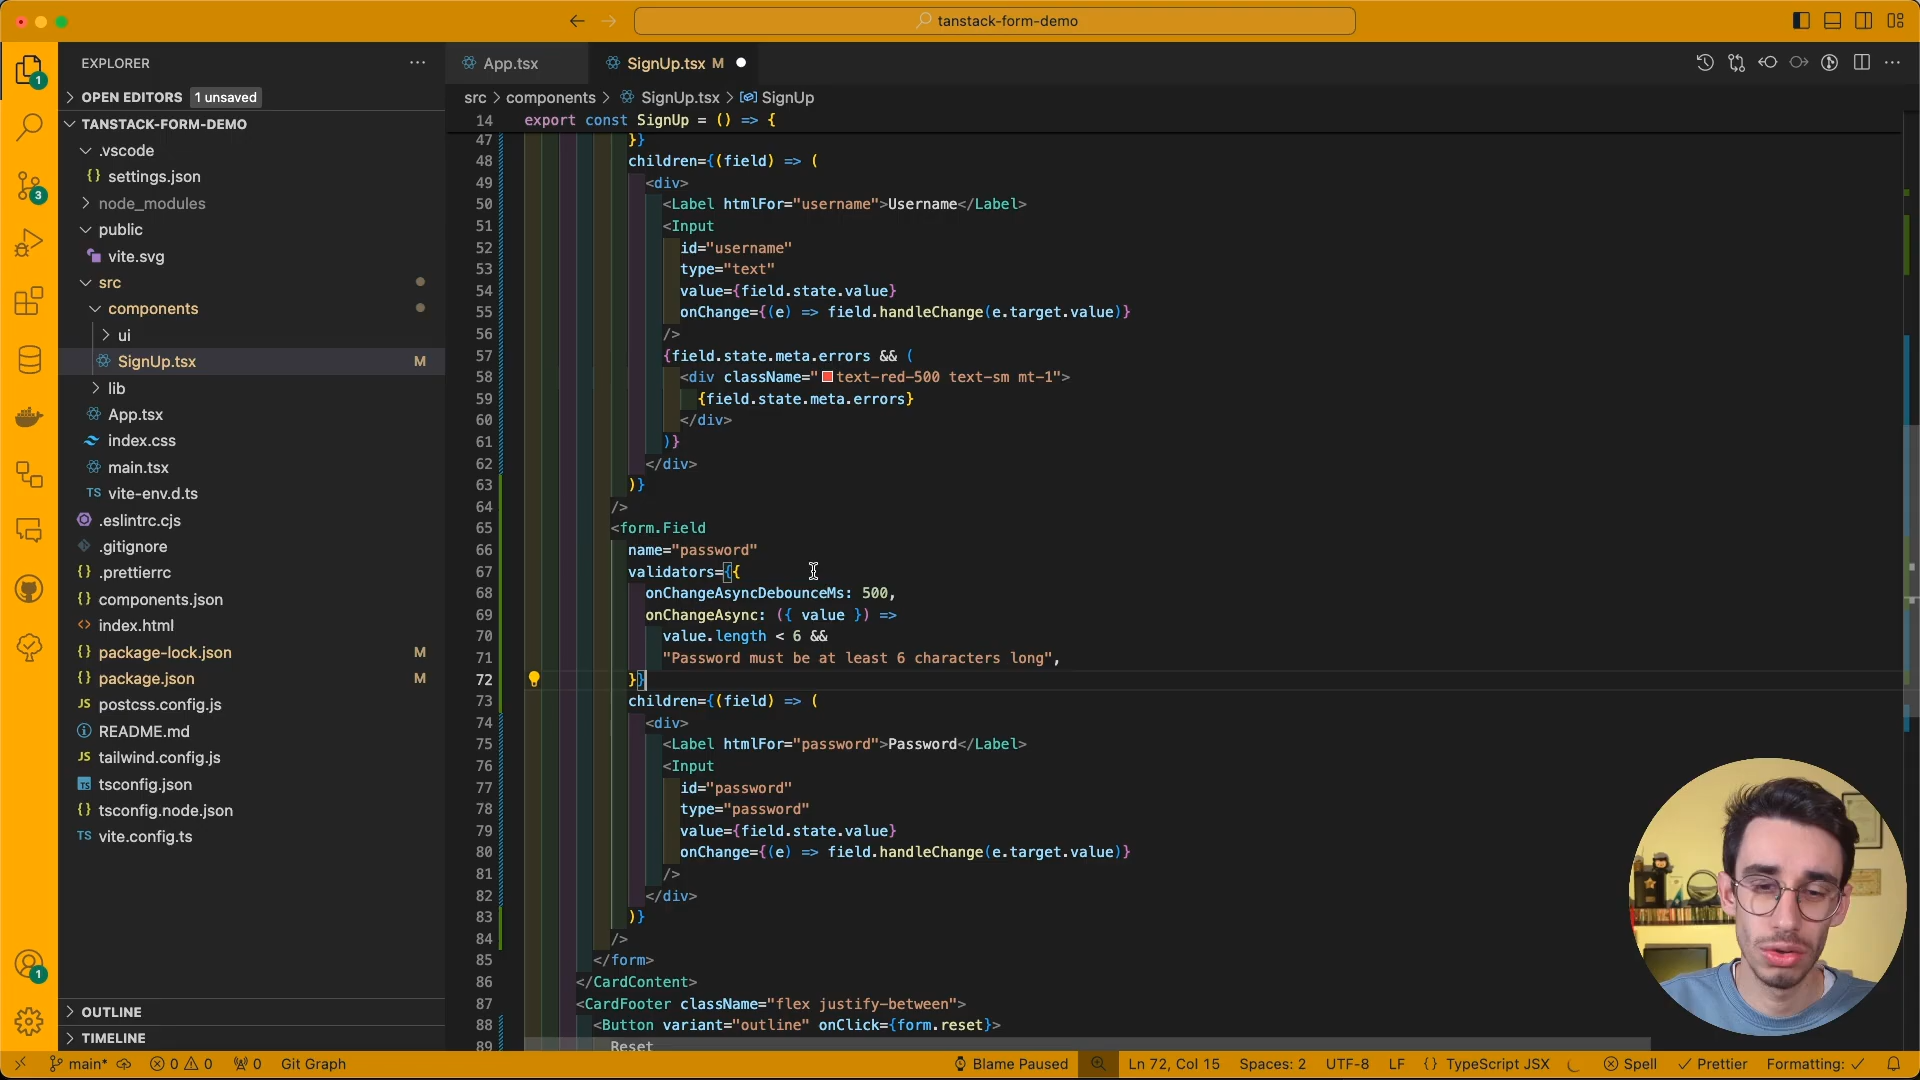 tanstack-form-demo
EXPLORER
OPEN EDITORS 1 unsaved
TANSTACK-FORM-DEMO
.vscode
{} settings.json
node_modules
public
vite.svg
src
components
ui
SignUp.tsx M
lib
App.tsx
index.css
main.tsx
TS vite-env.d.ts
.eslintrc.cjs
.gitignore
{} .prettierrc
{} components.json
<> index.html
{} package-lock.json M
{} package.json M
JS postcss.config.js
README.md
JS tailwind.config.js
tsconfig.json
{} tsconfig.node.json
TS vite.config.ts
OUTLINE
TIMELINE
1
3
1
App.tsx
SignUp.tsx M
src > components > SignUp.tsx > SignUp
14 export const SignUp = () => {
47 }}
48 children={(field) => (
49 <div>
50 <Label htmlFor="username">Username</Label>
51 <Input
52 id="username"
53 type="text"
54 value={field.state.value}
55 onChange={(e) => field.handleChange(e.target.value)}
56 />
57 {field.state.meta.errors && (
58 <div className="text-red-500 text-sm mt-1">
59 {field.state.meta.errors}
60 </div>
61 )}
62 </div>
63 )}
64 />
65 <form.Field
66 name="password"
67 validators={{
68 onChangeAsyncDebounceMs: 500,
69 onChangeAsync: ({ value }) =>
70 value.length < 6 &&
71 "Password must be at least 6 characters long",
72 }}
73 children={(field) => (
74 <div>
75 <Label htmlFor="password">Password</Label>
76 <Input
77 id="password"
78 type="password"
79 value={field.state.value}
80 onChange={(e) => field.handleChange(e.target.value)}
81 />
82 </div>
83 )}
84 />
85 </form>
86 </CardContent>
87 <CardFooter className="flex justify-between">
88 <Button variant="outline" onClick={form.reset}>
89 Reset
main* 0 0 0 Git Graph Blame Paused Ln 72, Col 15 Spaces: 2 UTF-8 LF {} TypeScript JSX Spell Prettier Formatting: